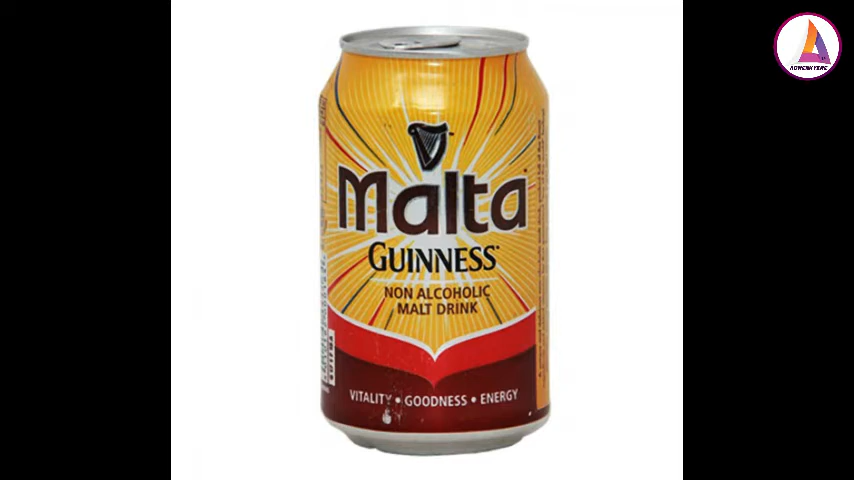 Malta
GUINNESS
NON ALCOHOLIC
MALT DRINK
VITALITY • GOODNESS • ENERGY